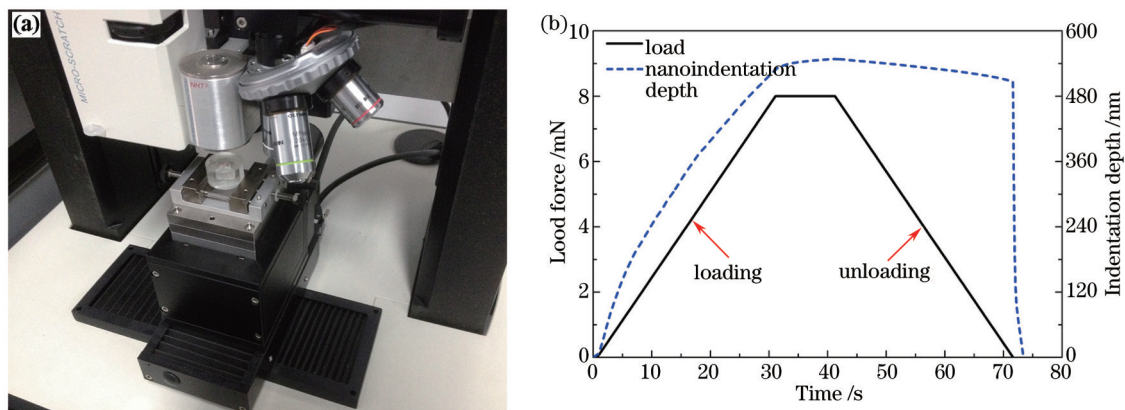 (a)
MICRO-SCRATCH
NHT²
(b)
load
nanoindentation
depth
loading
unloading
Lood force /mN
10
8
6
4
2
0
Indentation depth /nm
600
480
360
240
120
0
0 10 20 30 40 50 60 70 80
Time /s